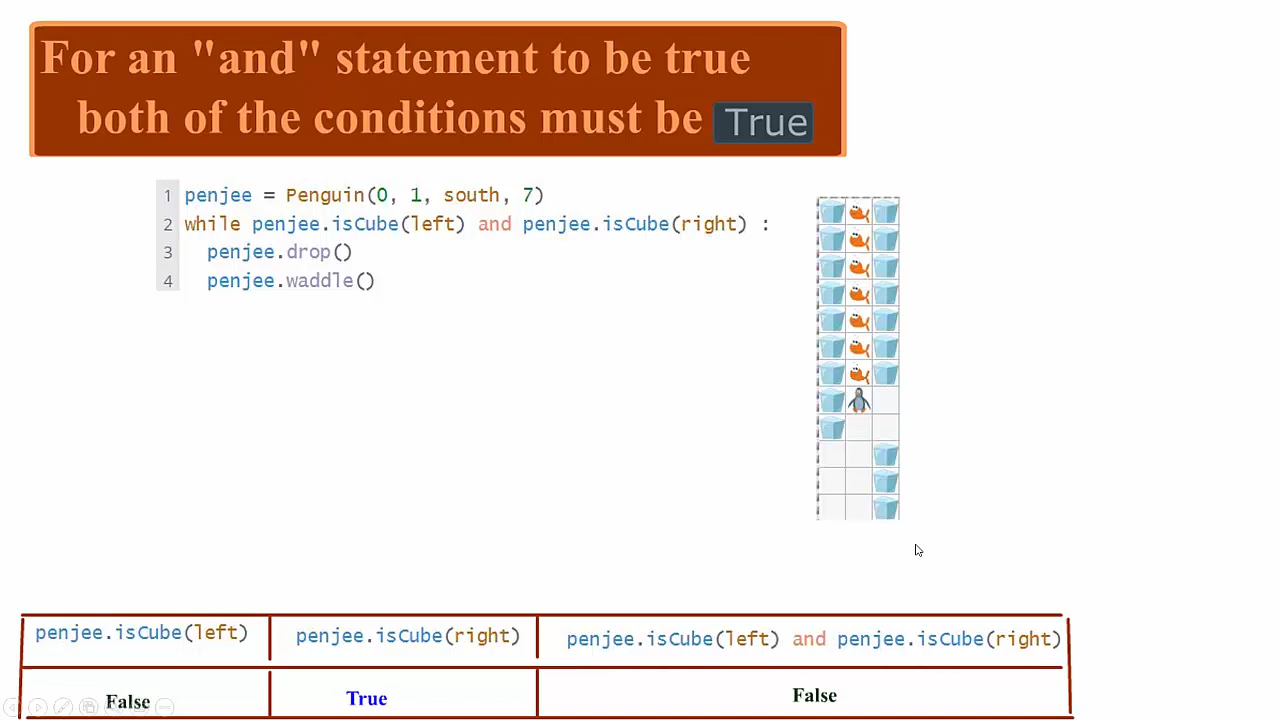 For an "and" statement to be true
both of the conditions must be True
1 penjee = Penguin(0, 1, south, 7)
2 while penjee.isCube(left) and penjee.isCube(right) :
3 penjee.drop()
4 penjee.waddle()
penjee.isCube(left) penjee.isCube(right) penjee.isCube(left) and penjee.isCube(right)
False True False